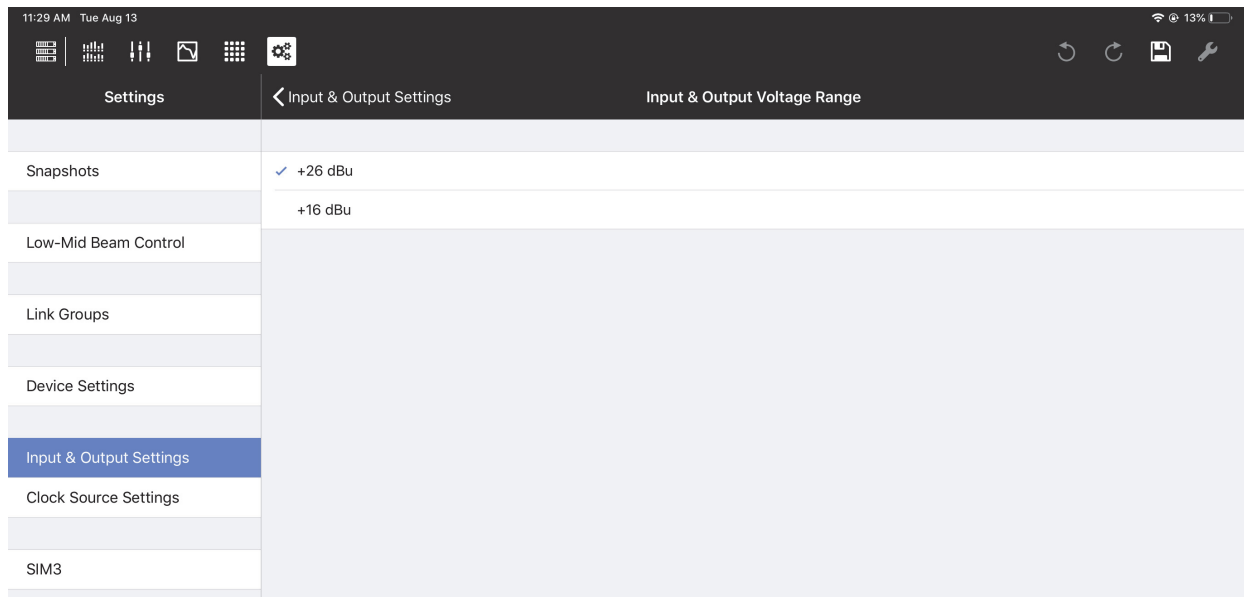 11:29 AM Tue Aug 13
13%
Settings
Input & Output Settings
Input & Output Voltage Range
Snapshots
+26 dBu
+16 dBu
Low-Mid Beam Control
Link Groups
Device Settings
Input & Output Settings
Clock Source Settings
SIM3